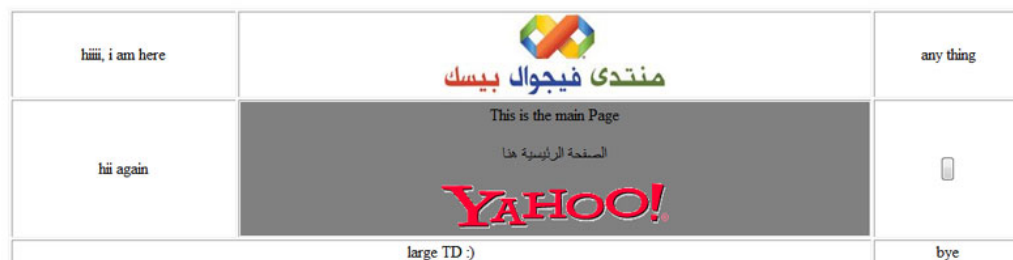 hiiii, i am here
منتدى فيجوال بيسك
any thing
hii again
This is the main Page
الصفحة الرئيسية هنا
YAHOO!
large TD :)
bye